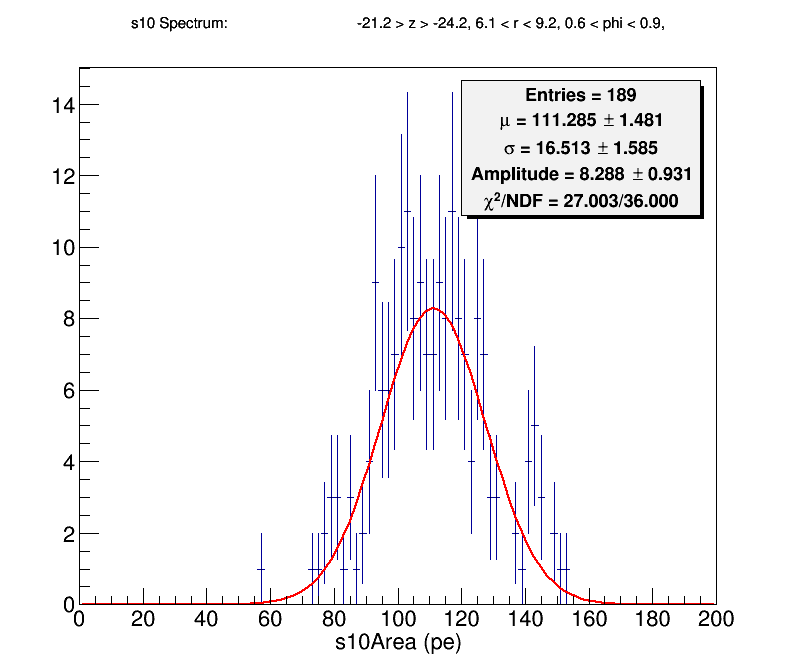 s10 Spectrum: -21.2 > z > -24.2, 6.1 < r < 9.2, 0.6 < phi < 0.9,
Entries = 189
μ = 111.285 ± 1.481
σ = 16.513 ± 1.585
Amplitude = 8.288 ± 0.931
χ²/NDF = 27.003/36.000
14
12
10
8
6
4
2
0
0 20 40 60 80 100 120 140 160 180 200
s10Area (pe)